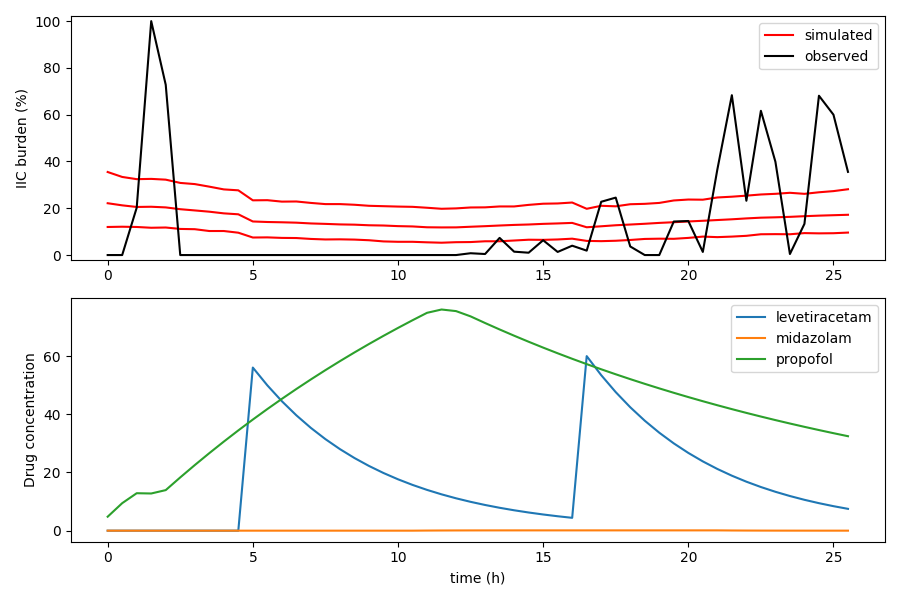 IIC burden (%)
100
80
60
40
20
0
simulated
observed
0 5 10 15 20 25
Drug concentration
60
40
20
0
levetiracetam
midazolam
propofol
0 5 10 15 20 25
time (h)